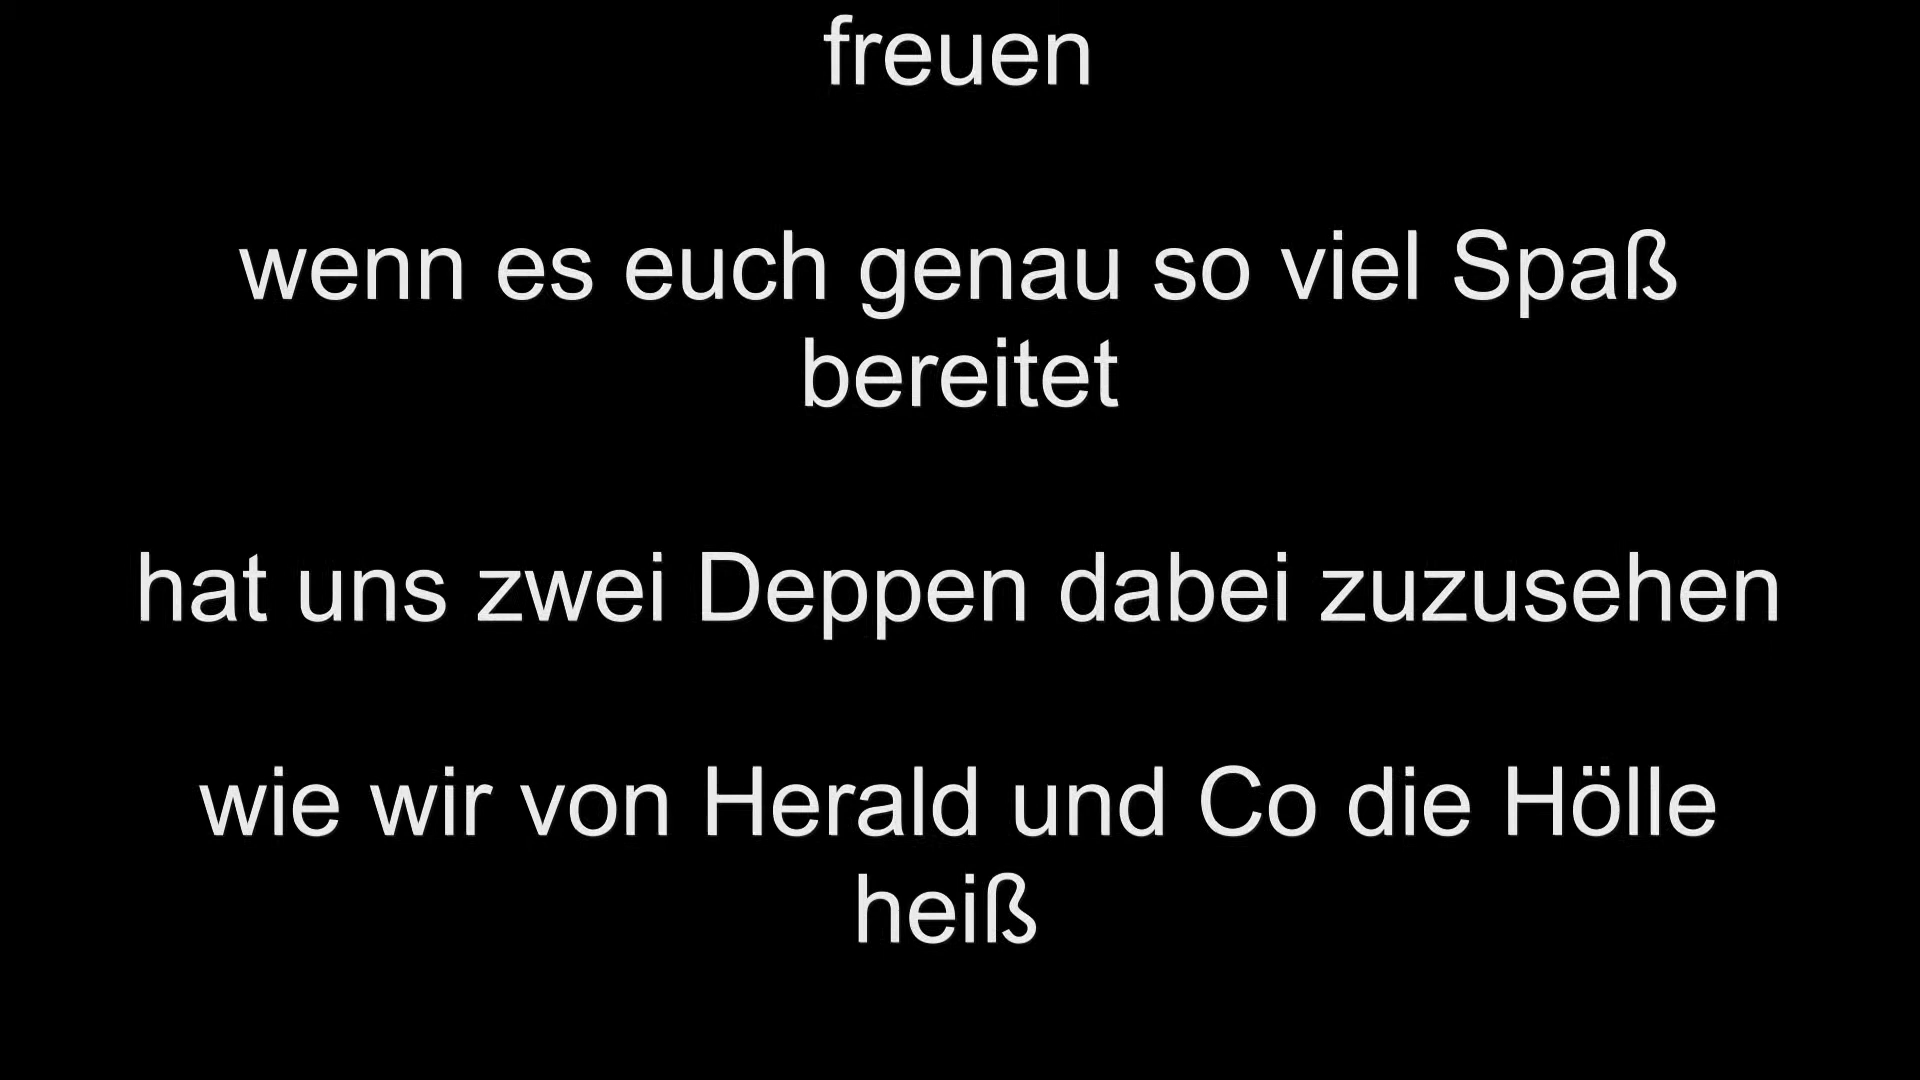 freuen
wenn es euch genau so viel Spaß
bereitet
hat uns zwei Deppen dabei zuzusehen
wie wir von Herald und Co die Hölle
heiß